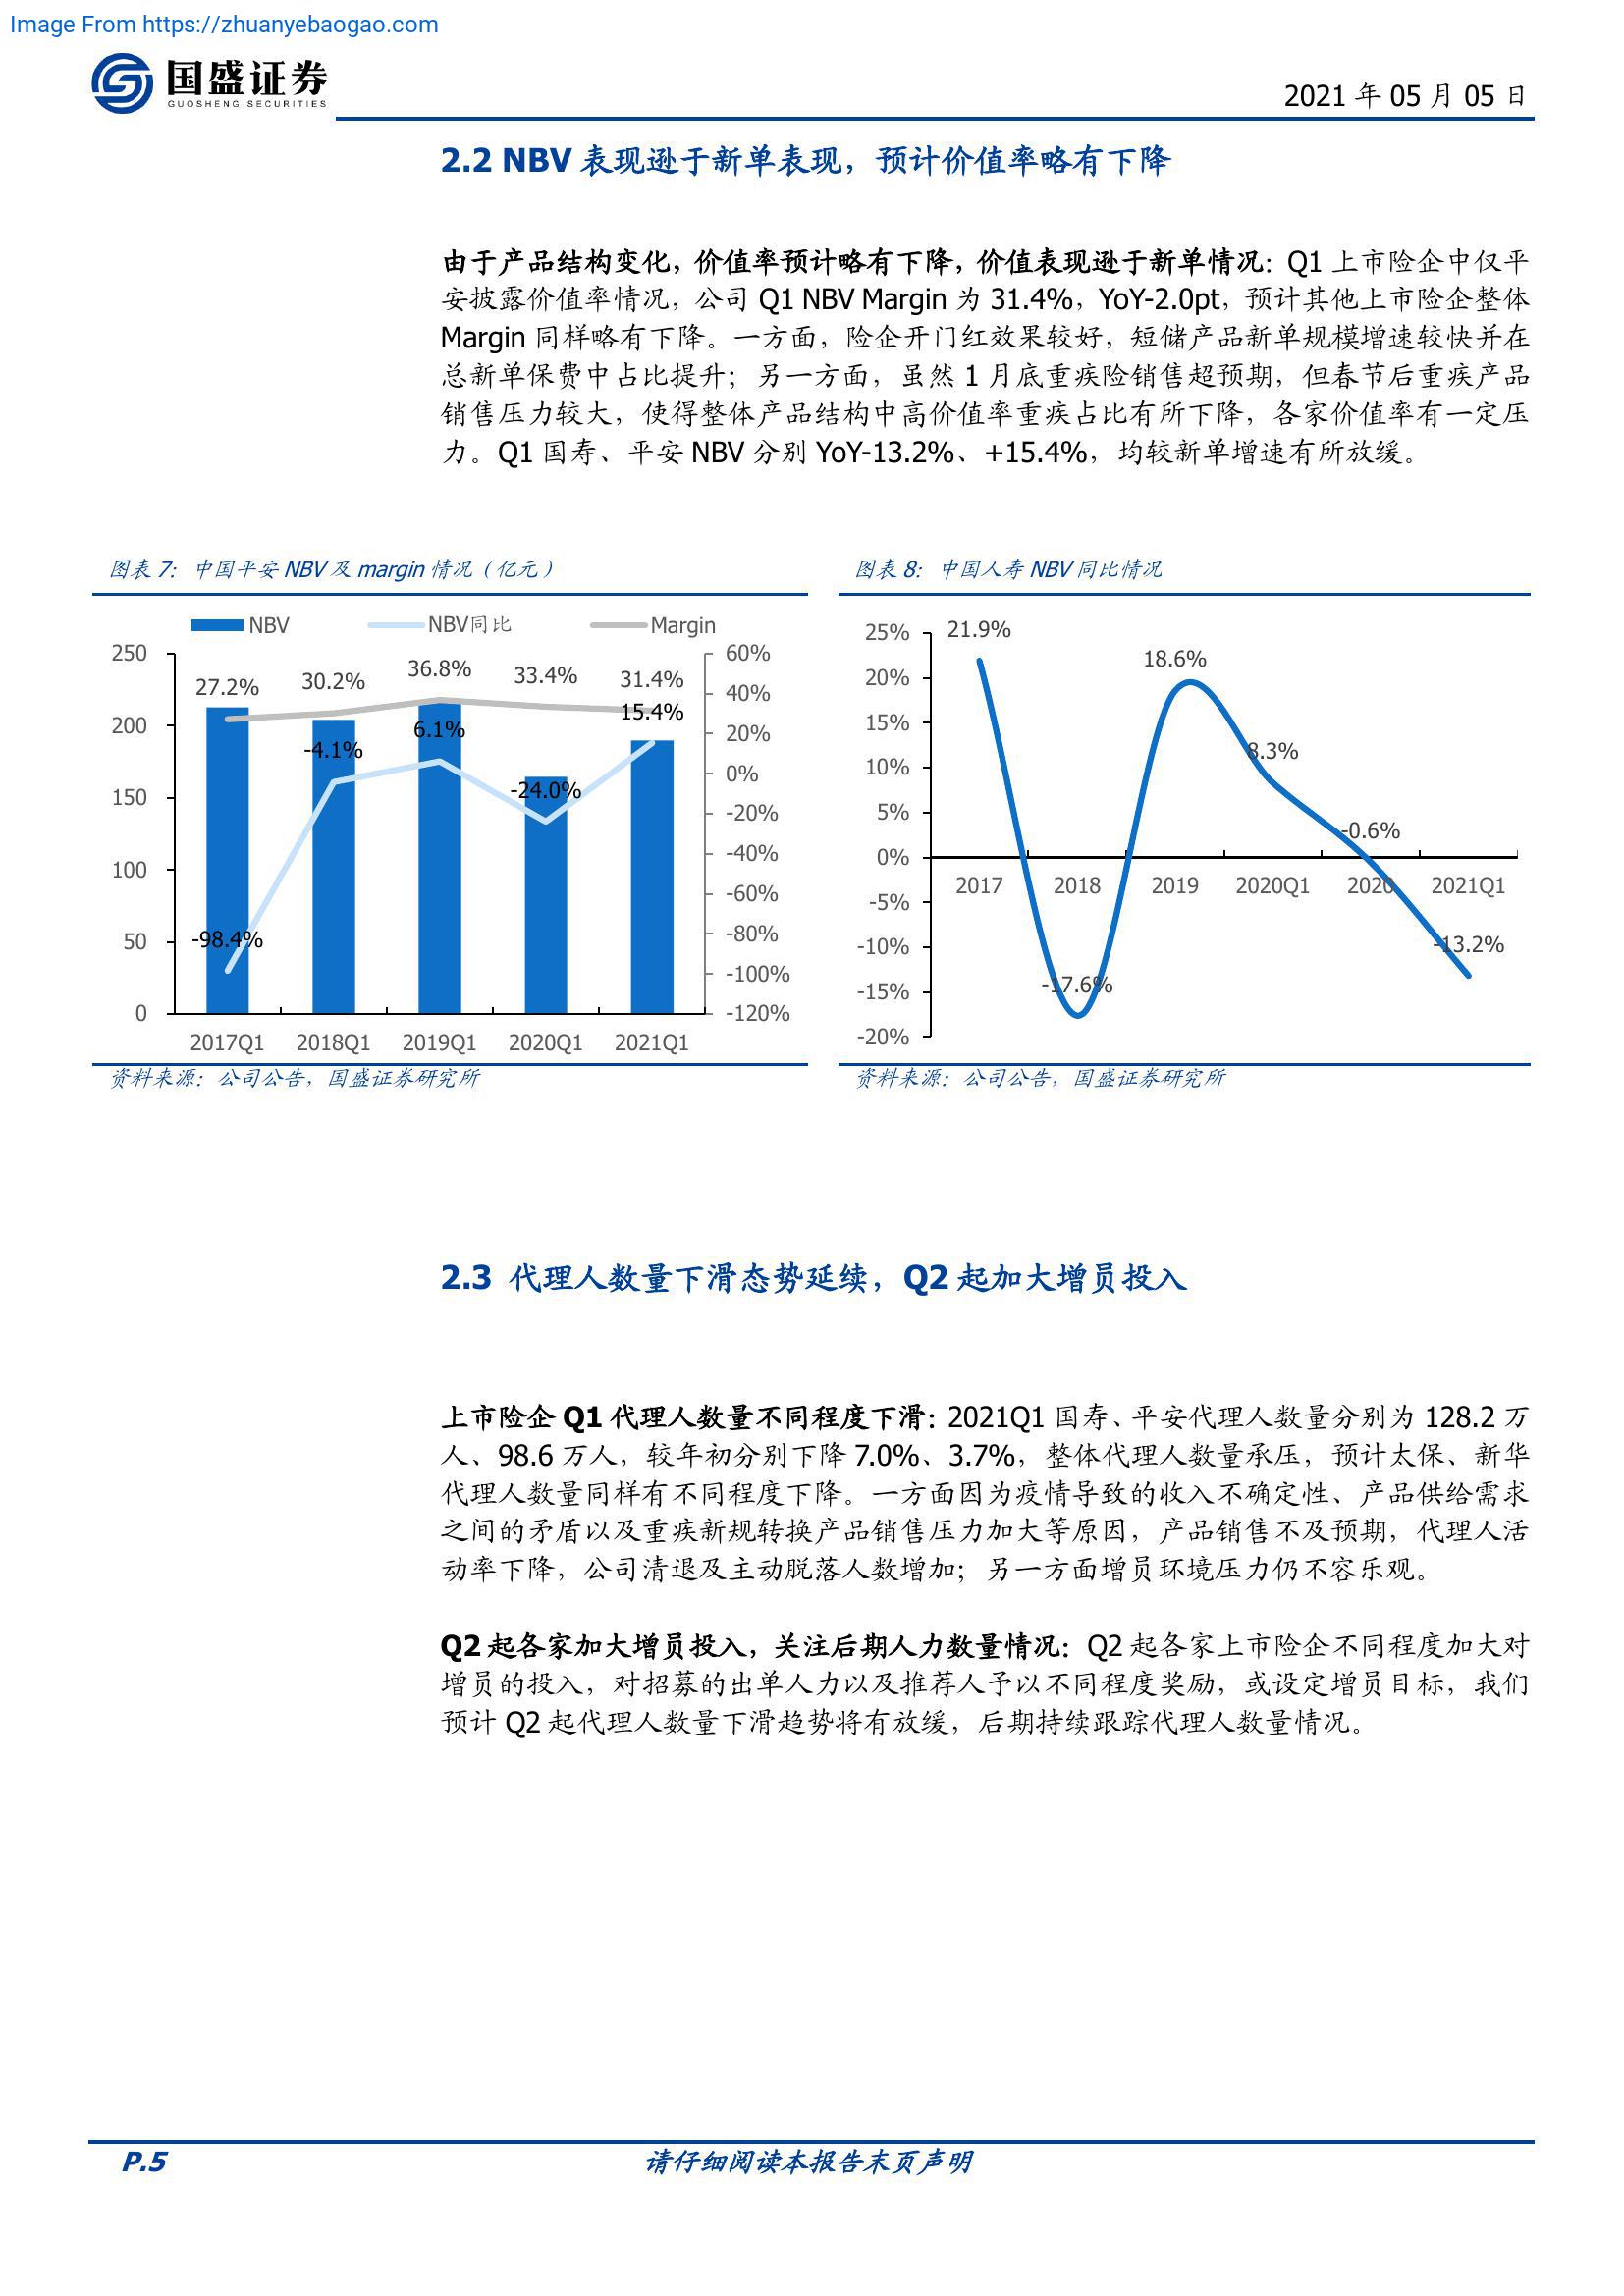 Image From https://zhuanyebaogao.com
国盛证券
GUOSHENG SECURITIES
2021 年 05 月 05 日
2.2 NBV 表现逊于新单表现，预计价值率略有下降
由于产品结构变化，价值率预计略有下降，价值表现逊于新单情况：Q1 上市险企中仅平
安披露价值率情况，公司 Q1 NBV Margin 为 31.4%，YoY-2.0pt，预计其他上市险企整体
Margin 同样略有下降。一方面，险企开门红效果较好，短储产品新单规模增速较快并在
总新单保费中占比提升；另一方面，虽然 1 月底重疾险销售超预期，但春节后重疾产品
销售压力较大，使得整体产品结构中高价值率重疾占比有所下降，各家价值率有一定压
力。Q1 国寿、平安 NBV 分别 YoY-13.2%、+15.4%，均较新单增速有所放缓。
图表 7：中国平安 NBV 及 margin 情况（亿元）
NBV NBV同比 Margin
250 60%
27.2% 30.2% 36.8% 33.4% 31.4%
40%
200 15.4%
6.1% 20%
-4.1%
0%
150 -24.0%
-20%
-40%
100
-60%
50 -98.4% -80%
-100%
0 -120%
2017Q1 2018Q1 2019Q1 2020Q1 2021Q1
资料来源：公司公告，国盛证券研究所
图表 8：中国人寿 NBV 同比情况
25% 21.9%
18.6%
20%
15%
8.3%
10%
5%
-0.6%
0%
2017 2018 2019 2020Q1 2020 2021Q1
-5%
-10% -13.2%
-15% -17.6%
-20%
资料来源：公司公告，国盛证券研究所
2.3 代理人数量下滑态势延续，Q2 起加大增员投入
上市险企 Q1 代理人数量不同程度下滑：2021Q1 国寿、平安代理人数量分别为 128.2 万
人、98.6 万人，较年初分别下降 7.0%、3.7%，整体代理人数量承压，预计太保、新华
代理人数量同样有不同程度下降。一方面因为疫情导致的收入不确定性、产品供给需求
之间的矛盾以及重疾新规转换产品销售压力加大等原因，产品销售不及预期，代理人活
动率下降，公司清退及主动脱落人数增加；另一方面增员环境压力仍不容乐观。
Q2 起各家加大增员投入，关注后期人力数量情况：Q2 起各家上市险企不同程度加大对
增员的投入，对招募的出单人力以及推荐人予以不同程度奖励，或设定增员目标，我们
预计 Q2 起代理人数量下滑趋势将有放缓，后期持续跟踪代理人数量情况。
P.5
请仔细阅读本报告末页声明